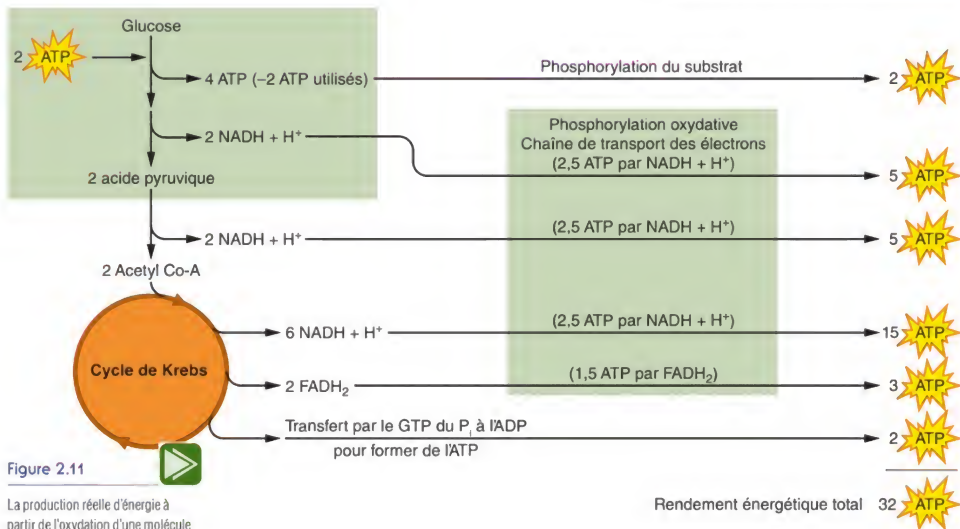 Glucose
2 ATP
4 ATP (–2 ATP utilisés)
Phosphorylation du substrat
2 ATP
Phosphorylation oxydative
Chaîne de transport des électrons
2 NADH + H⁺
(2,5 ATP par NADH + H⁺)
5 ATP
2 acide pyruvique
2 NADH + H⁺
(2,5 ATP par NADH + H⁺)
5 ATP
2 Acetyl Co-A
6 NADH + H⁺
(2,5 ATP par NADH + H⁺)
15 ATP
Cycle de Krebs
2 FADH₂
(1,5 ATP par FADH₂)
3 ATP
Transfert par le GTP du Pᵢ à l'ADP
pour former de l'ATP
2 ATP
Figure 2.11
La production réelle d'énergie à
partir de l'oxydation d'une molécule
Rendement énergétique total 32 ATP